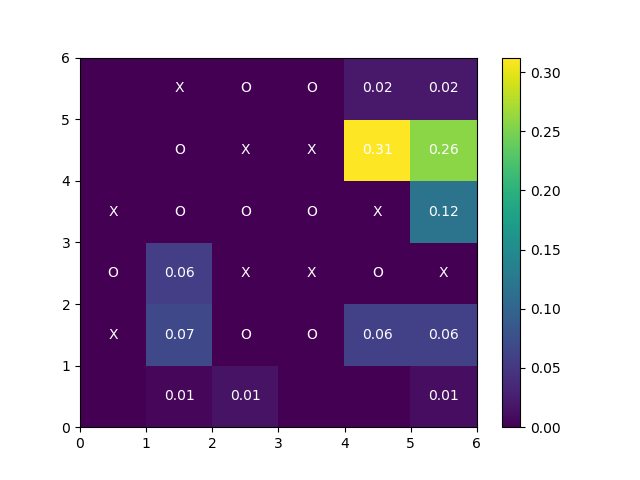 6
X O O 0.02 0.02
0.30
5
O X X 0.31 0.26
0.25
4
X O O O X 0.12
0.20
3
0.15
O 0.06 X X O X
2
0.10
X 0.07 O O 0.06 0.06
1
0.05
0.01 0.01 0.01
0
0.00
0 1 2 3 4 5 6